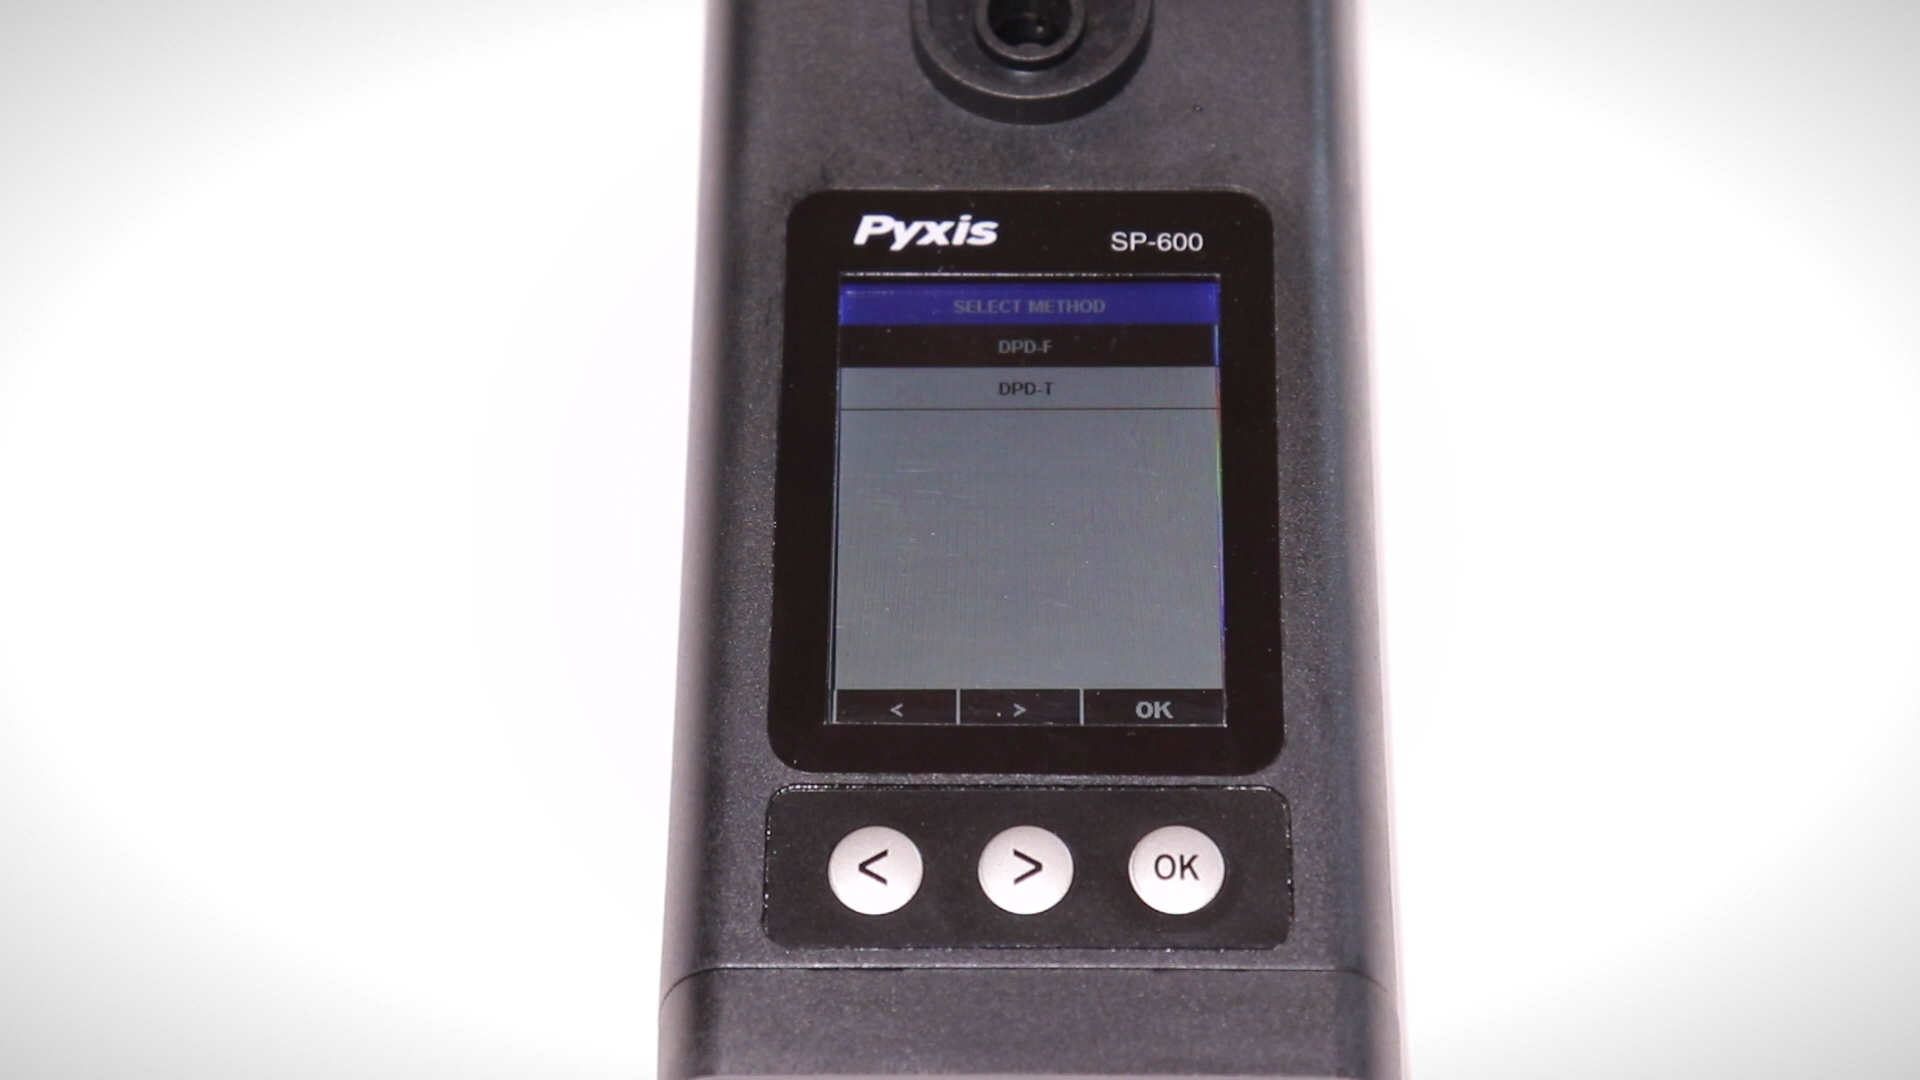 Pyxis SP-600
SELECT METHOD
DPD-F
DPD-T
< > OK
< > OK